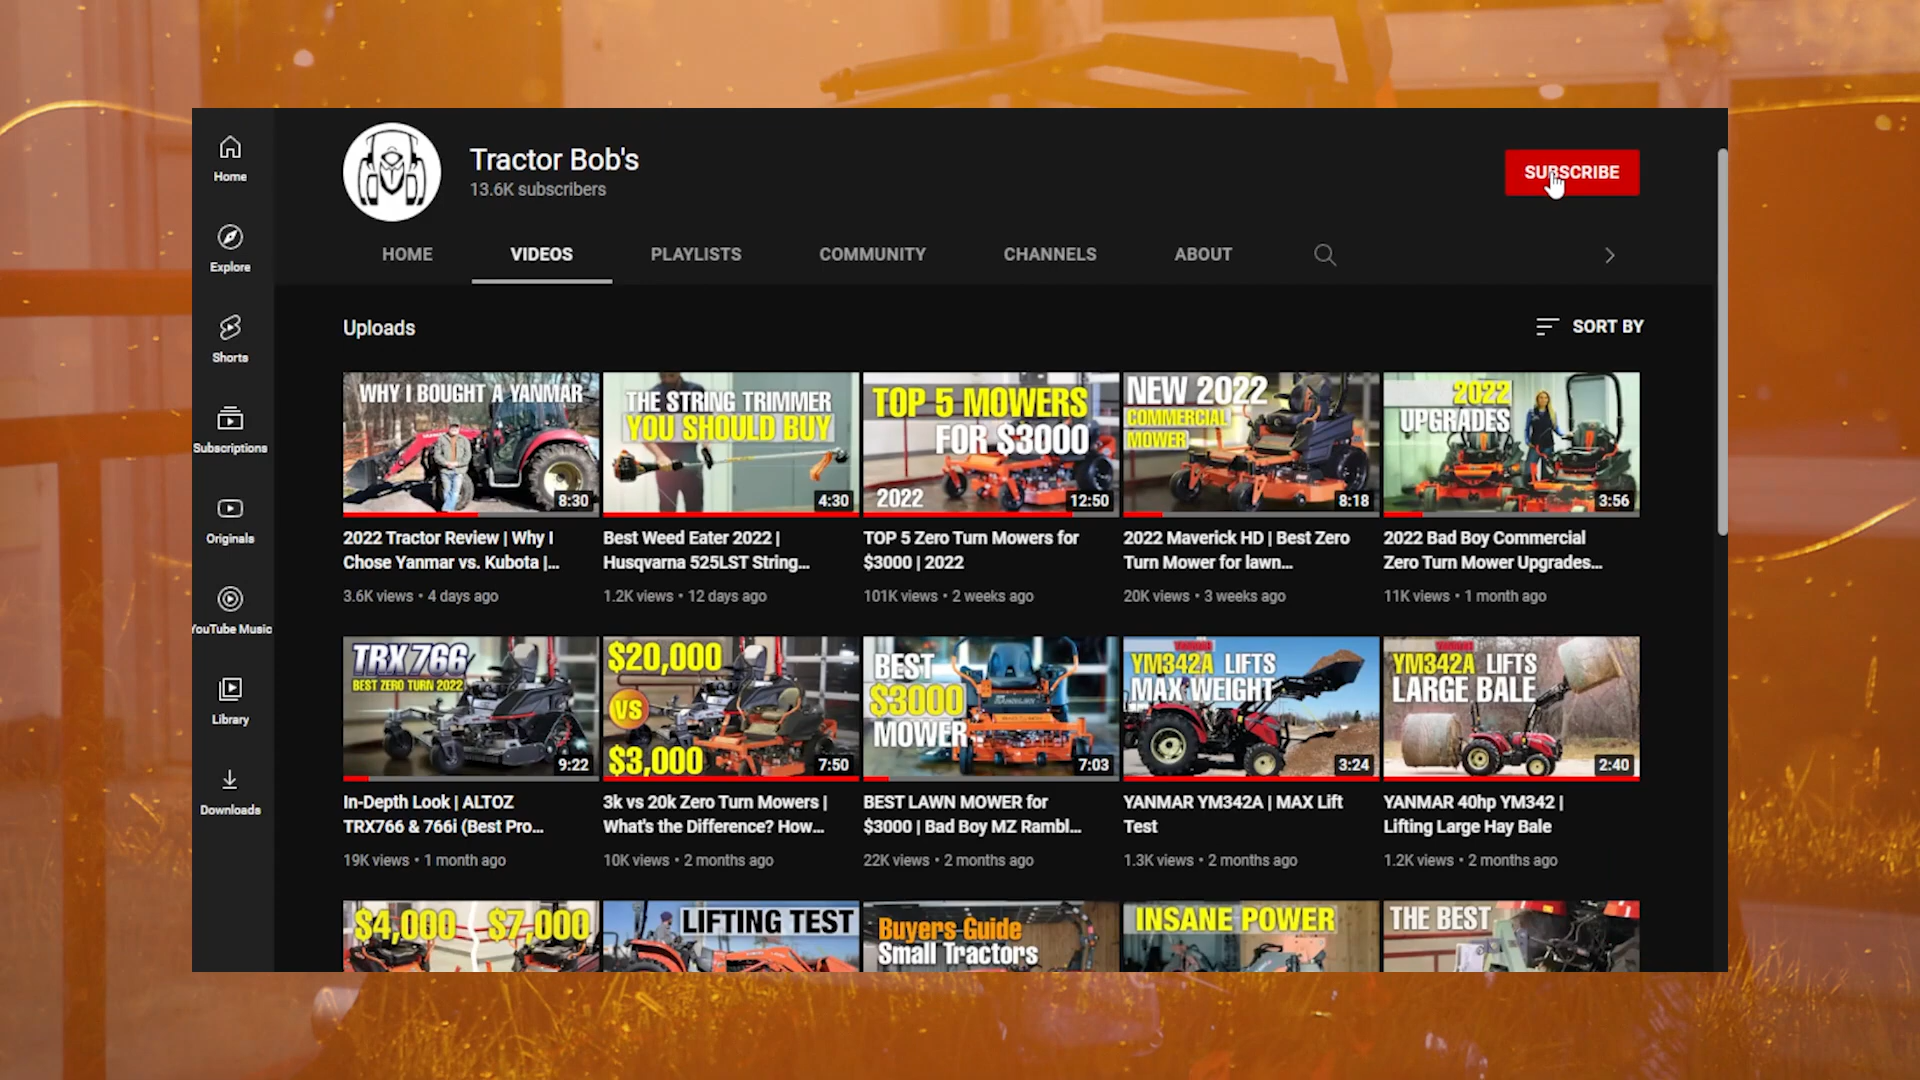 Tractor Bob's
13.6K subscribers
SUBSCRIBE
HOME
VIDEOS
PLAYLISTS
COMMUNITY
CHANNELS
ABOUT
Home
Explore
Shorts
Subscriptions
Originals
YouTube Music
Library
Downloads
Uploads
SORT BY
WHY I BOUGHT A YANMAR
8:30
2022 Tractor Review | Why I
Chose Yanmar vs. Kubota |...
3.6K views • 4 days ago
THE STRING TRIMMER
YOU SHOULD BUY
4:30
Best Weed Eater 2022 |
Husqvarna 525LST String...
1.2K views • 12 days ago
TOP 5 MOWERS
FOR $3000
2022
12:50
TOP 5 Zero Turn Mowers for
$3000 | 2022
101K views • 2 weeks ago
NEW 2022
COMMERCIAL
MOWER
8:18
2022 Maverick HD | Best Zero
Turn Mower for lawn...
20K views • 3 weeks ago
2022
UPGRADES
3:56
2022 Bad Boy Commercial
Zero Turn Mower Upgrades...
11K views • 1 month ago
TRX766
BEST ZERO TURN 2022
9:22
In-Depth Look | ALTOZ
TRX766 & 766i (Best Pro...
19K views • 1 month ago
$20,000
VS
$3,000
7:50
3k vs 20k Zero Turn Mowers |
What's the Difference? How...
10K views • 2 months ago
BEST
$3000
MOWER
7:03
BEST LAWN MOWER for
$3000 | Bad Boy MZ Rambl...
22K views • 2 months ago
YANMAR
YM342A LIFTS
MAX WEIGHT
3:24
YANMAR YM342A | MAX Lift
Test
1.3K views • 2 months ago
YANMAR
YM342A LIFTS
LARGE BALE
2:40
YANMAR 40hp YM342 |
Lifting Large Hay Bale
1.2K views • 2 months ago
$4,000 $7,000
LIFTING TEST
Buyers Guide
Small Tractors
INSANE POWER
THE BEST